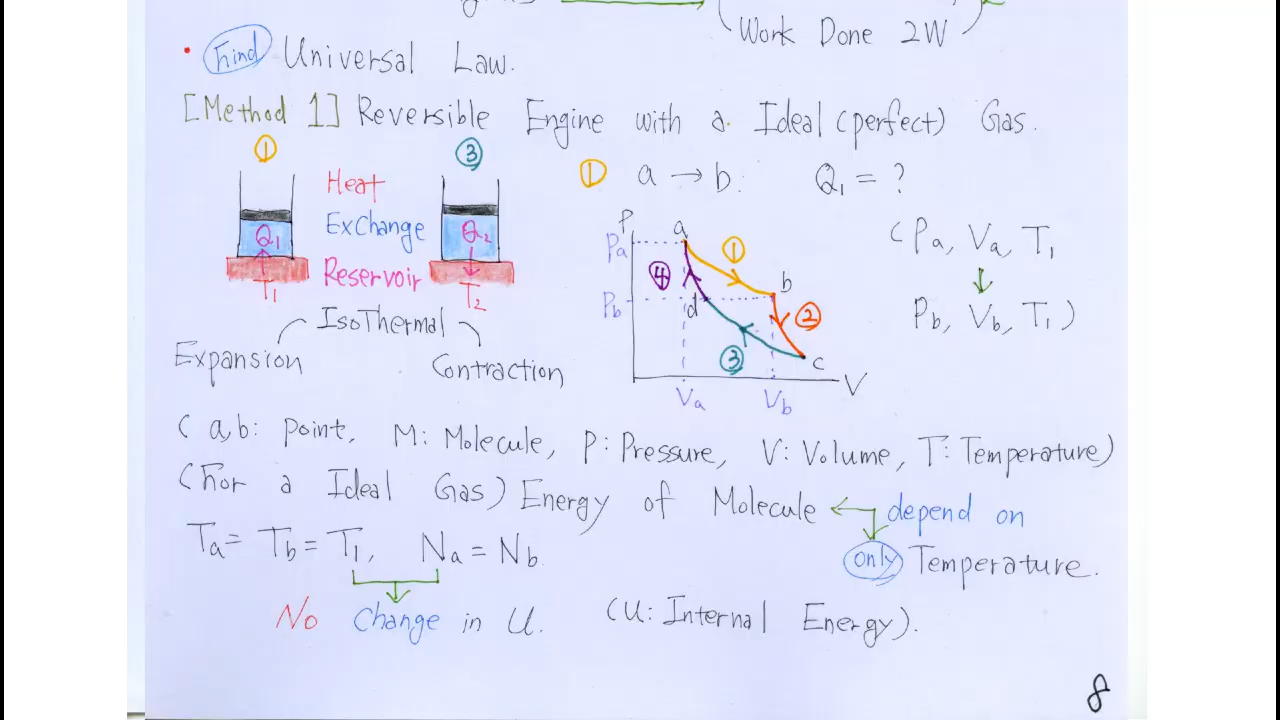 Work Done 2W
• Find Universal Law.
[Method 1] Reversible Engine with a Ideal (perfect) Gas.
① ③
① a → b: Q₁ = ?
Heat
ExChange
Reservoir
Q₁ Q₂
T₁ T₂
IsoThermal
Expansion
Contraction
P
Pa
Pb
a
b
c
d
① ② ③ ④
Va Vb V
(Pa, Va, T₁
↓
Pb, Vb, T₁)
(a,b: Point, M: Molecule, P: Pressure, V: Volume, T: Temperature)
(For a Ideal Gas) Energy of Molecule ← depend on
Ta = Tb = T₁, Na = Nb. only Temperature.
No Change in U. (U: Internal Energy).
8